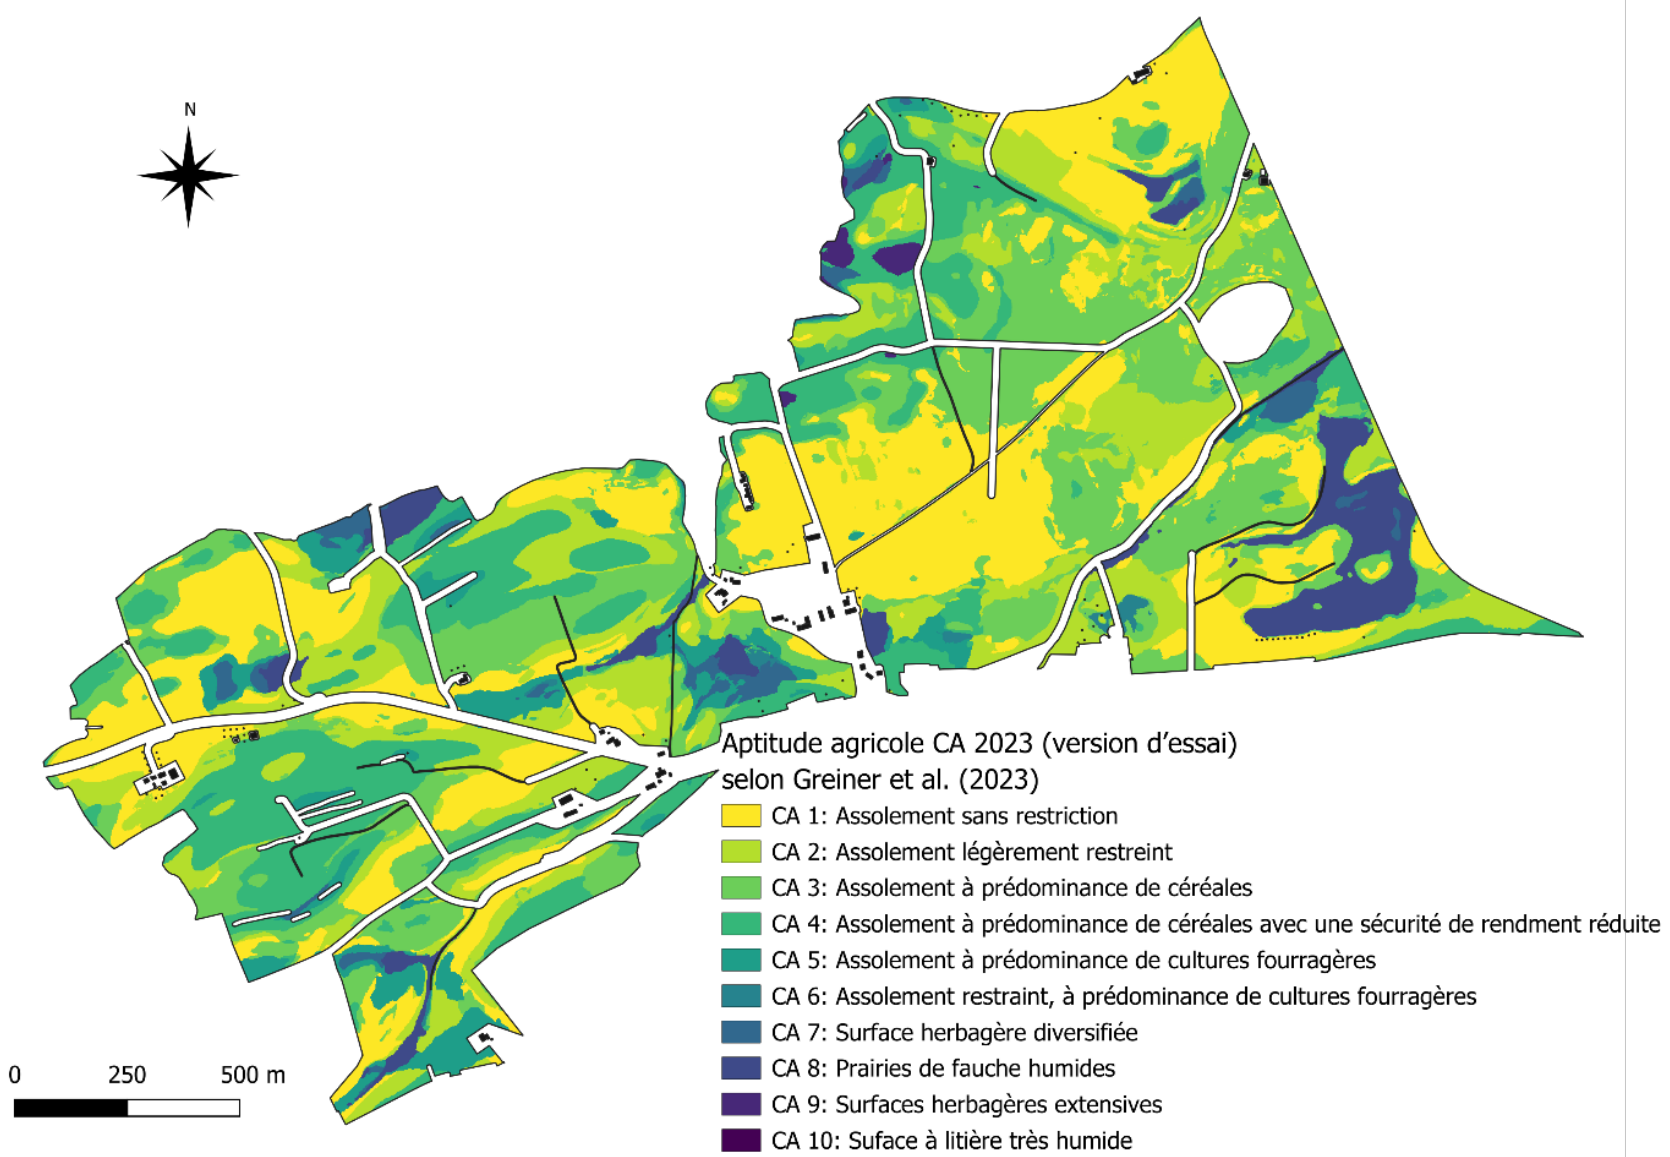 N
Aptitude agricole CA 2023 (version d'essai)
selon Greiner et al. (2023)
CA 1: Assolement sans restriction
CA 2: Assolement légèrement restreint
CA 3: Assolement à prédominance de céréales
CA 4: Assolement à prédominance de céréales avec une sécurité de rendment réduite
CA 5: Assolement à prédominance de cultures fourragères
CA 6: Assolement restraint, à prédominance de cultures fourragères
CA 7: Surface herbagère diversifiée
CA 8: Prairies de fauche humides
CA 9: Surfaces herbagères extensives
CA 10: Suface à litière très humide
0 250 500 m